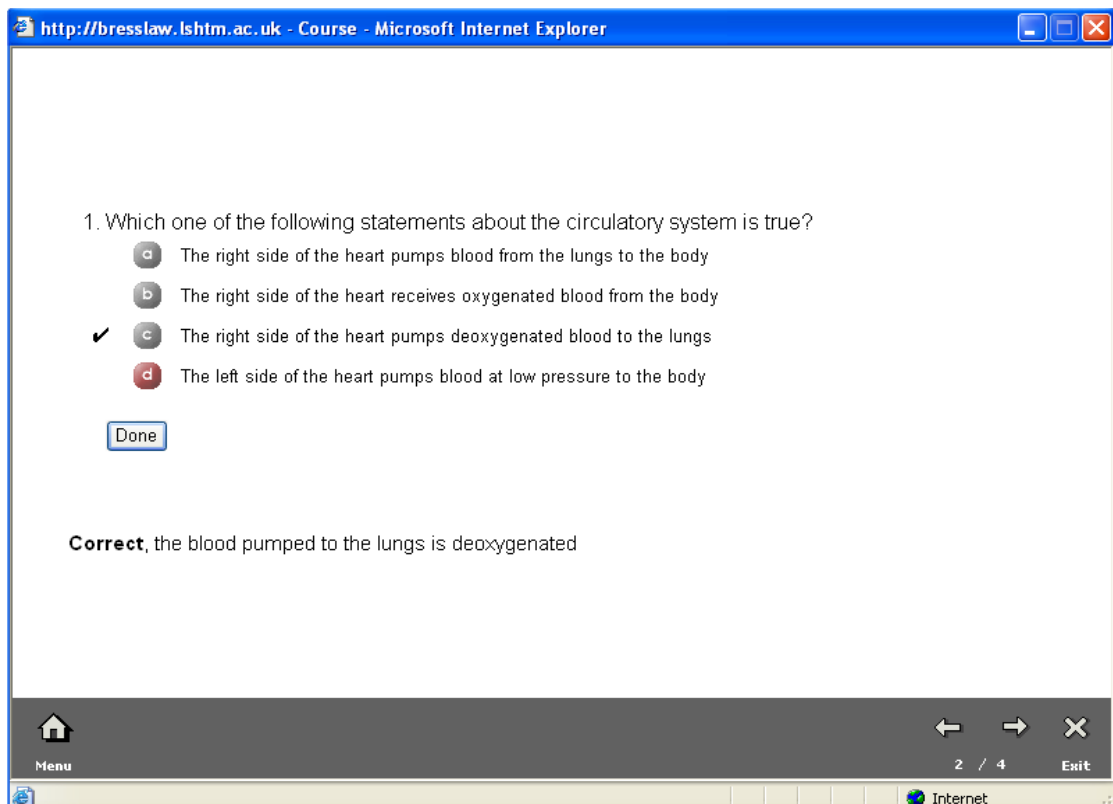 http://bresslaw.lshtm.ac.uk - Course - Microsoft Internet Explorer
1. Which one of the following statements about the circulatory system is true?
a The right side of the heart pumps blood from the lungs to the body
b The right side of the heart receives oxygenated blood from the body
c The right side of the heart pumps deoxygenated blood to the lungs
d The left side of the heart pumps blood at low pressure to the body
Done
Correct, the blood pumped to the lungs is deoxygenated
Menu 2 / 4 Exit
Internet